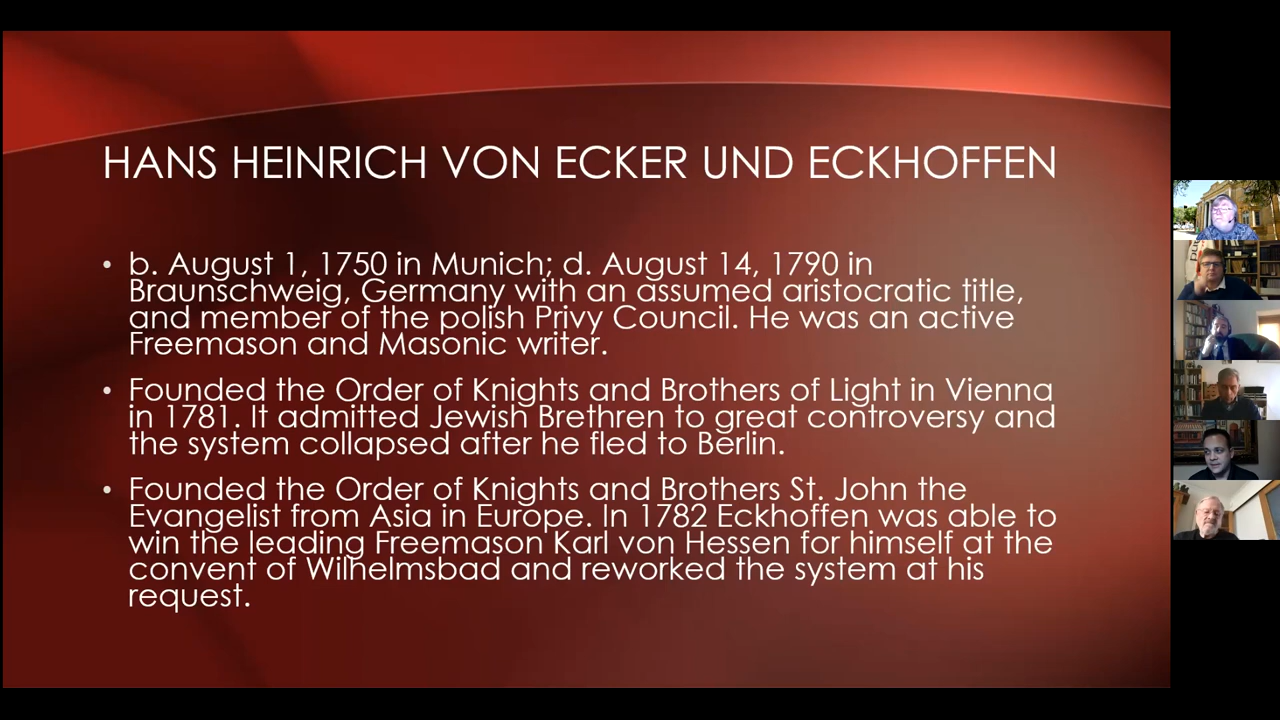 HANS HEINRICH VON ECKER UND ECKHOFFEN
• b. August 1, 1750 in Munich; d. August 14, 1790 in
Braunschweig, Germany with an assumed aristocratic title,
and member of the polish Privy Council. He was an active
Freemason and Masonic writer.
• Founded the Order of Knights and Brothers of Light in Vienna
in 1781. It admitted Jewish Brethren to great controversy and
the system collapsed after he fled to Berlin.
• Founded the Order of Knights and Brothers St. John the
Evangelist from Asia in Europe. In 1782 Eckhoffen was able to
win the leading Freemason Karl von Hessen for himself at the
convent of Wilhelmsbad and reworked the system at his
request.